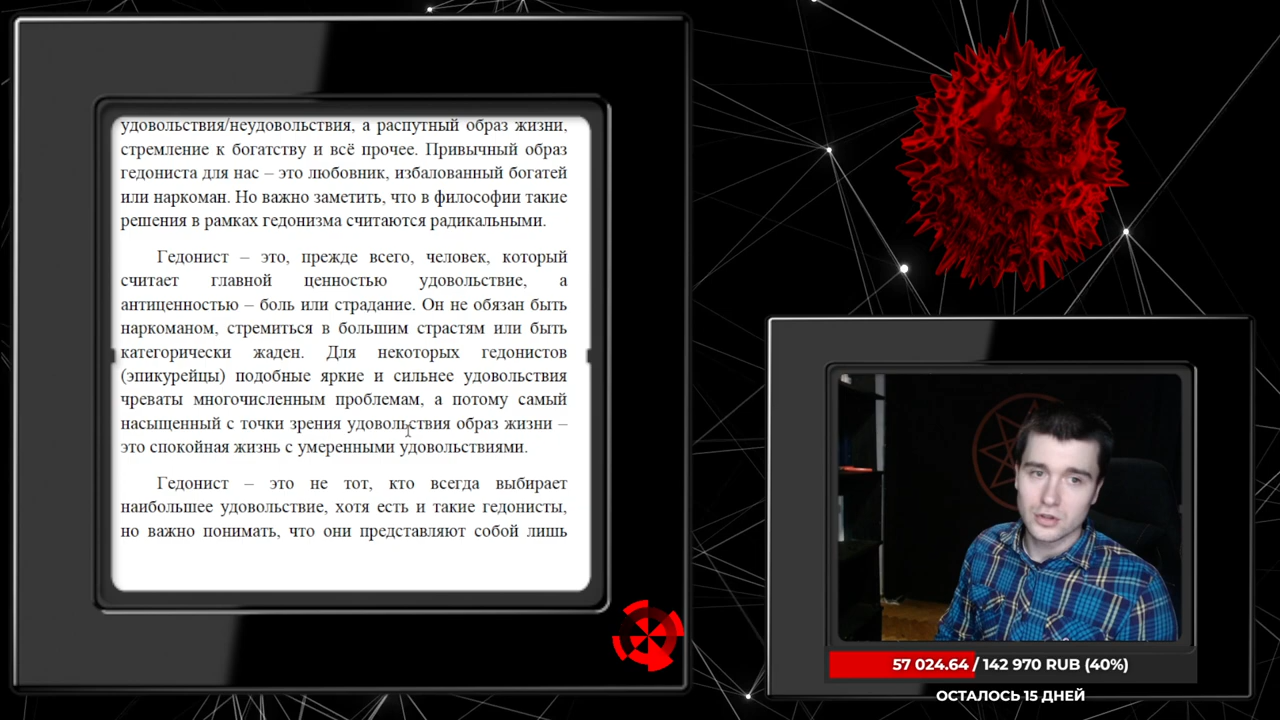 удовольствия/неудовольствия, а распутный образ жизни,
стремление к богатству и всё прочее. Привычный образ
гедониста для нас – это любовник, избалованный богатей
или наркоман. Но важно заметить, что в философии такие
решения в рамках гедонизма считаются радикальными.
Гедонист – это, прежде всего, человек, который
считает главной ценностью удовольствие, а
антиценностью – боль или страдание. Он не обязан быть
наркоманом, стремиться в большим страстям или быть
категорически жаден. Для некоторых гедонистов
(эпикурейцы) подобные яркие и сильнее удовольствия
чреваты многочисленным проблемам, а потому самый
насыщенный с точки зрения удовольствия образ жизни –
это спокойная жизнь с умеренными удовольствиями.
Гедонист – это не тот, кто всегда выбирает
наибольшее удовольствие, хотя есть и такие гедонисты,
но важно понимать, что они представляют собой лишь
57 024.64 / 142 970 RUB (40%)
ОСТАЛОСЬ 15 ДНЕЙ